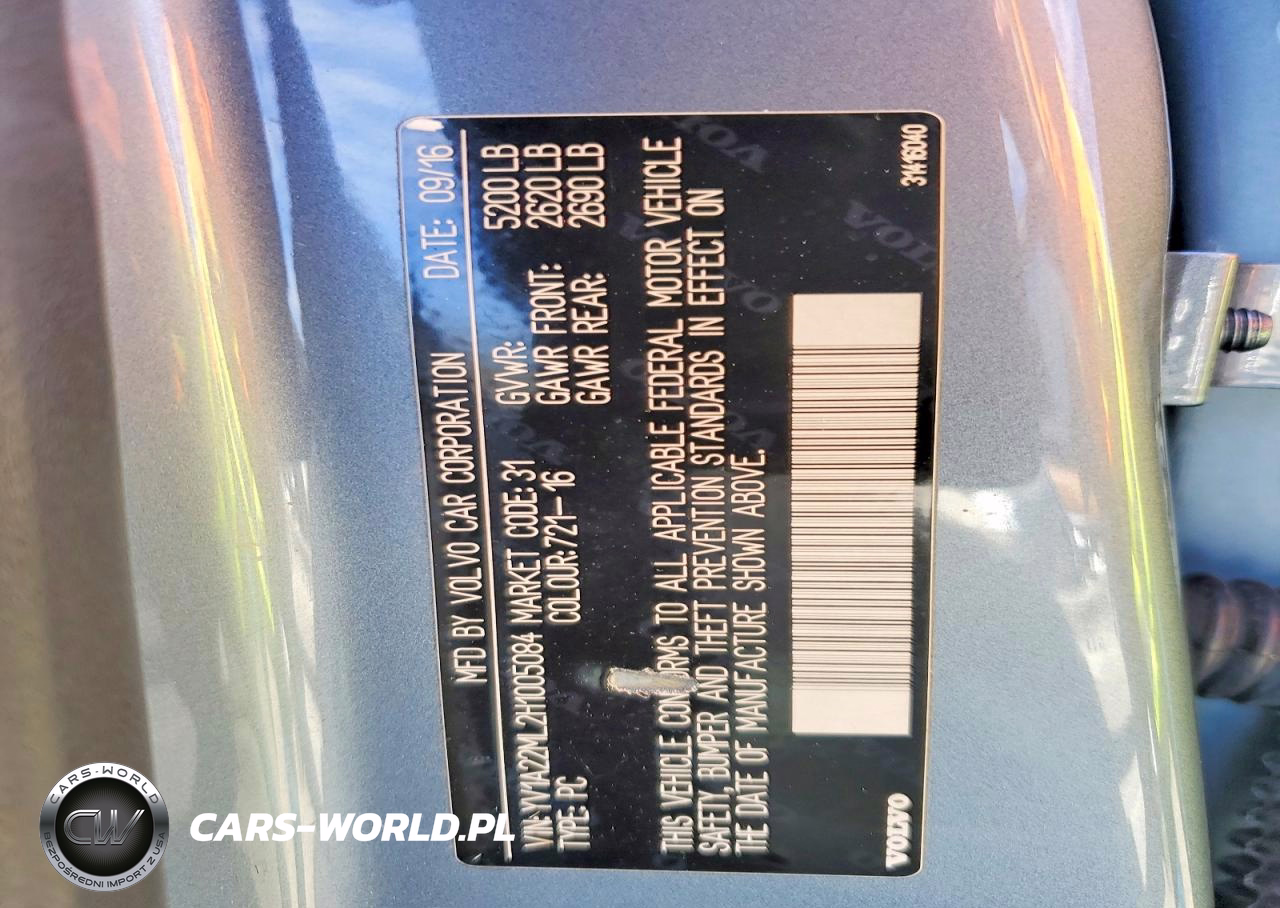 MFD BY VOLVO CAR CORPORATION DATE: 09/16
VIN: YV1A22ML2H1005084 MARKET CODE: 31 GVWR: 5200 LB
TYPE: PC COLOUR: 721-16 GAWR FRONT: 2620 LB
GAWR REAR: 2690 LB
THIS VEHICLE CONFORMS TO ALL APPLICABLE FEDERAL MOTOR VEHICLE
SAFETY, BUMPER AND THEFT PREVENTION STANDARDS IN EFFECT ON
THE DATE OF MANUFACTURE SHOWN ABOVE.
VOLVO 31416040
CARS-WORLD
CW
BEZPOŚREDNI IMPORT Z USA
CARS-WORLD.PL